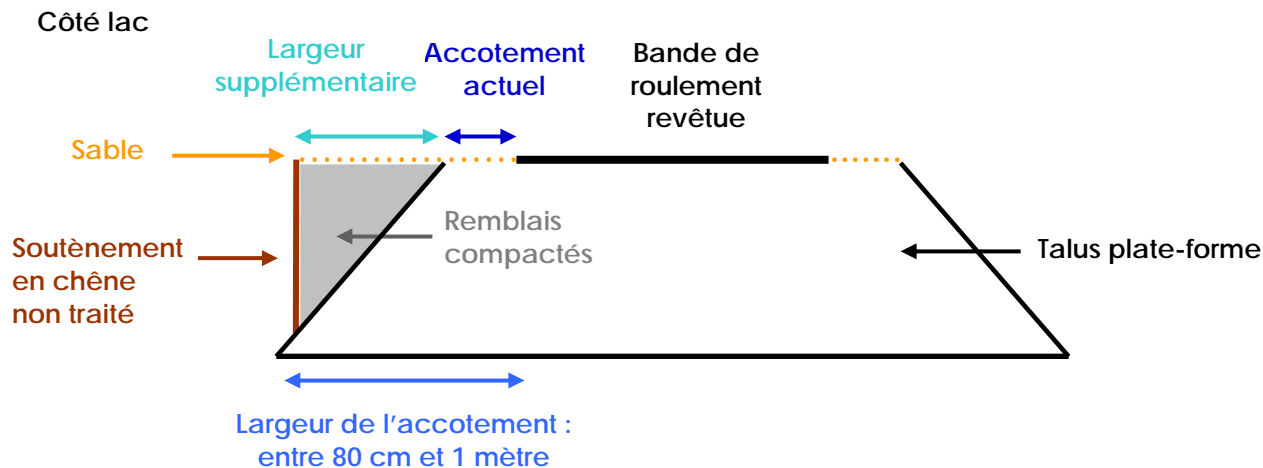 Côté lac
Largeur
supplémentaire
Accotement
actuel
Bande de
roulement
revêtue
Sable
Remblais
compactés
Soutènement
en chêne
non traité
Talus plate-forme
Largeur de l'accotement :
entre 80 cm et 1 mètre